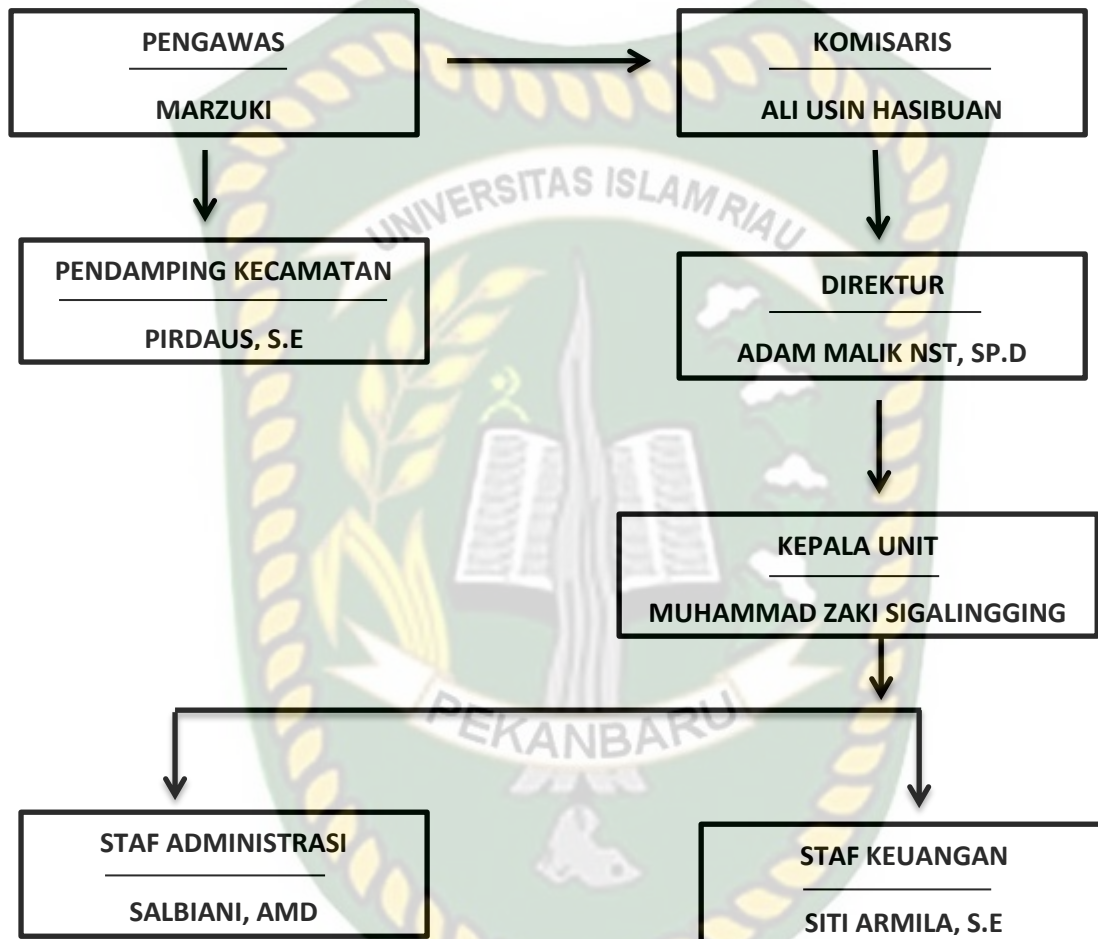 PENGAWAS
MARZUKI
KOMISARIS
ALI USIN HASIBUAN
UNIVERSITAS ISLAM RIAU
PENDAMPING KECAMATAN
PIRDAUS, S.E
DIREKTUR
ADAM MALIK NST, SP.D
KEPALA UNIT
MUHAMMAD ZAKI SIGALINGGING
PEKANBARU
STAF ADMINISTRASI
SALBIANI, AMD
STAF KEUANGAN
SITI ARMILA, S.E